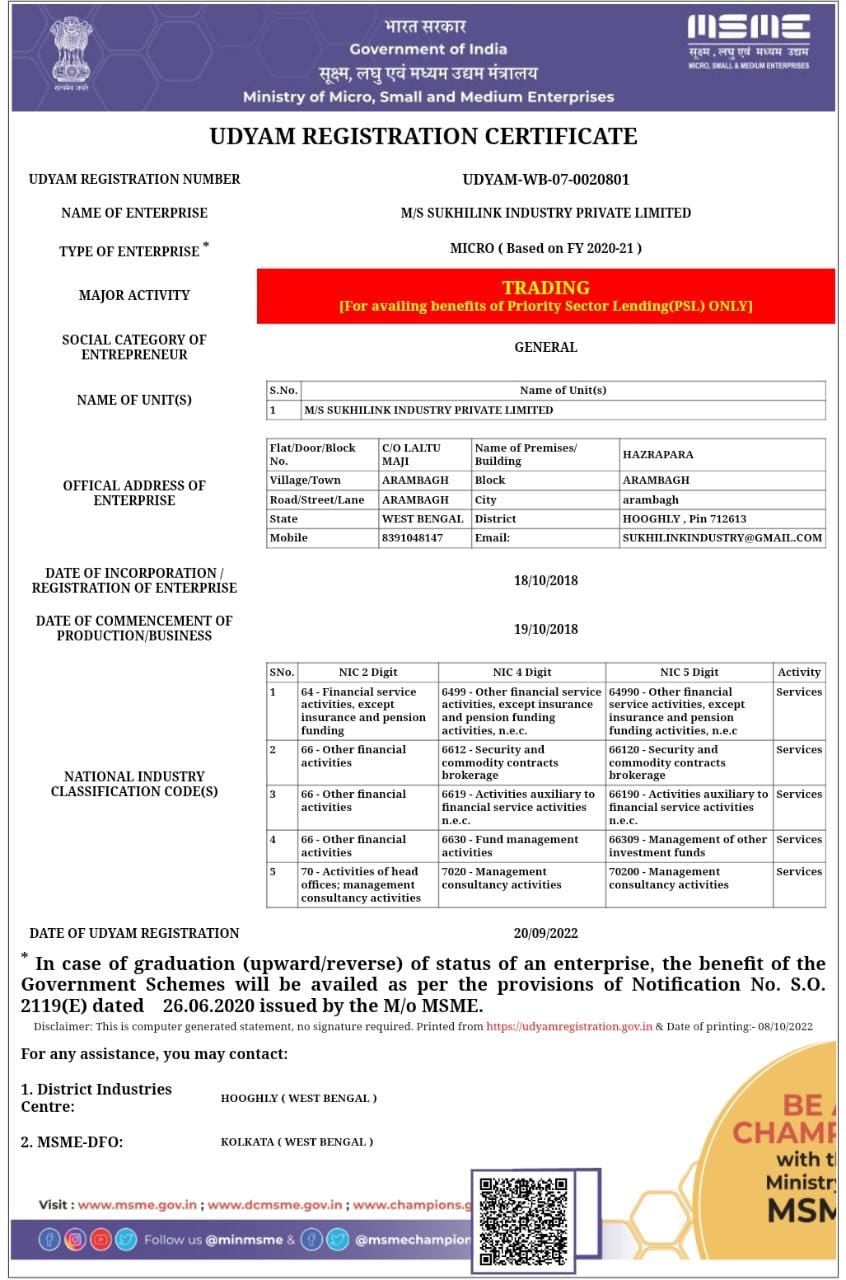 भारत सरकार
Government of India
सूक्ष्म, लघु एवं मध्यम उद्यम मंत्रालय
Ministry of Micro, Small and Medium Enterprises
सत्यमेव जयते
MSME
सूक्ष्म, लघु एवं मध्यम उद्यम
MICRO, SMALL & MEDIUM ENTERPRISES
UDYAM REGISTRATION CERTIFICATE
UDYAM REGISTRATION NUMBER UDYAM-WB-07-0020801
NAME OF ENTERPRISE M/S SUKHILINK INDUSTRY PRIVATE LIMITED
TYPE OF ENTERPRISE * MICRO ( Based on FY 2020-21 )
MAJOR ACTIVITY
TRADING
[For availing benefits of Priority Sector Lending(PSL) ONLY]
SOCIAL CATEGORY OF
ENTREPRENEUR
GENERAL
NAME OF UNIT(S)
S.No. Name of Unit(s)
1 M/S SUKHILINK INDUSTRY PRIVATE LIMITED
OFFICAL ADDRESS OF
ENTERPRISE
Flat/Door/Block
No.
C/O LALTU
MAJI
Name of Premises/
Building
HAZRAPARA
Village/Town ARAMBAGH Block ARAMBAGH
Road/Street/Lane ARAMBAGH City arambagh
State WEST BENGAL District HOOGHLY , Pin 712613
Mobile 8391048147 Email: SUKHILINKINDUSTRY@GMAIL.COM
DATE OF INCORPORATION /
REGISTRATION OF ENTERPRISE
18/10/2018
DATE OF COMMENCEMENT OF
PRODUCTION/BUSINESS
19/10/2018
NATIONAL INDUSTRY
CLASSIFICATION CODE(S)
SNo. NIC 2 Digit NIC 4 Digit NIC 5 Digit Activity
1
64 - Financial service
activities, except
insurance and pension
funding
6499 - Other financial service
activities, except insurance
and pension funding
activities, n.e.c.
64990 - Other financial
service activities, except
insurance and pension
funding activities, n.e.c
Services
2
66 - Other financial
activities
6612 - Security and
commodity contracts
brokerage
66120 - Security and
commodity contracts
brokerage
Services
3
66 - Other financial
activities
6619 - Activities auxiliary to
financial service activities
n.e.c.
66190 - Activities auxiliary to
financial service activities
n.e.c.
Services
4
66 - Other financial
activities
6630 - Fund management
activities
66309 - Management of other
investment funds
Services
5
70 - Activities of head
offices; management
consultancy activities
7020 - Management
consultancy activities
70200 - Management
consultancy activities
Services
DATE OF UDYAM REGISTRATION 20/09/2022
* In case of graduation (upward/reverse) of status of an enterprise, the benefit of the
Government Schemes will be availed as per the provisions of Notification No. S.O.
2119(E) dated 26.06.2020 issued by the M/o MSME.
Disclaimer: This is computer generated statement, no signature required. Printed from https://udyamregistration.gov.in & Date of printing:- 08/10/2022
For any assistance, you may contact:
1. District Industries
Centre:
HOOGHLY ( WEST BENGAL )
2. MSME-DFO: KOLKATA ( WEST BENGAL )
BE A
CHAMP
with t
Ministry
MSM
Visit : www.msme.gov.in ; www.dcmsme.gov.in ; www.champions.g
Follow us @minmsme & @msmechampion